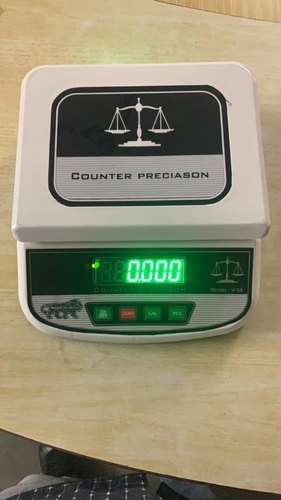 COUNTER PRECIASON
0.000
Model : V-58
ZERO
CAL
PCS